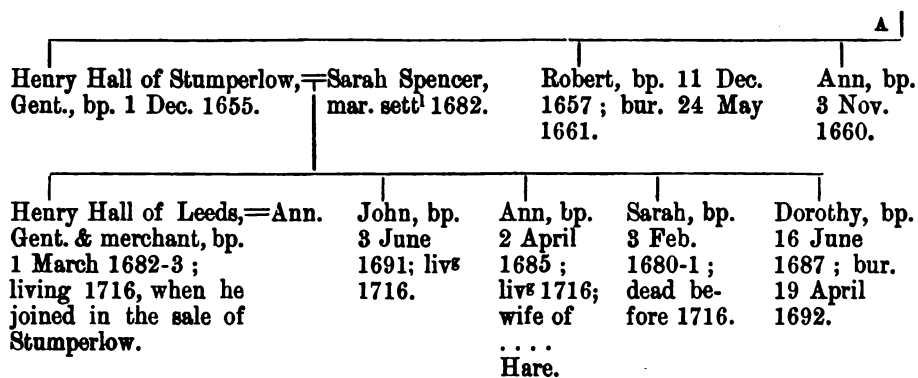 A
Henry Hall of Stumperlow,=Sarah Spencer,
Gent., bp. 1 Dec. 1655.
mar. settl 1682.
Robert, bp. 11 Dec.
1657 ; bur. 24 May
1661.
Ann, bp.
3 Nov.
1660.
Henry Hall of Leeds,=Ann.
Gent. & merchant, bp.
1 March 1682-3 ;
living 1716, when he
joined in the sale of
Stumperlow.
John, bp.
3 June
1691; livg
1716.
Ann, bp.
2 April
1685 ;
livg 1716;
wife of
. . . .
Hare.
Sarah, bp.
3 Feb.
1680-1 ;
dead be-
fore 1716.
Dorothy, bp.
16 June
1687 ; bur.
19 April
1692.